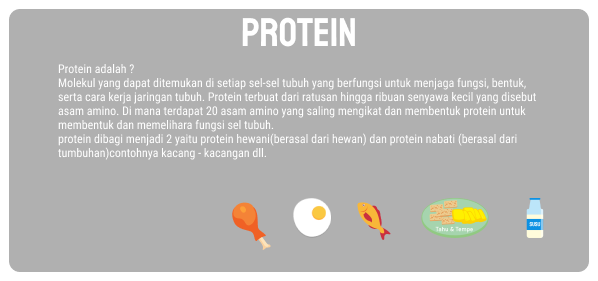 PROTEIN
Protein adalah ?
Molekul yang dapat ditemukan di setiap sel-sel tubuh yang berfungsi untuk menjaga fungsi, bentuk,
serta cara kerja jaringan tubuh. Protein terbuat dari ratusan hingga ribuan senyawa kecil yang disebut
asam amino. Di mana terdapat 20 asam amino yang saling mengikat dan membentuk protein untuk
membentuk dan memelihara fungsi sel tubuh.
protein dibagi menjadi 2 yaitu protein hewani(berasal dari hewan) dan protein nabati (berasal dari
tumbuhan)contohnya kacang - kacangan dll.
Tahu & Tempe
SUSU